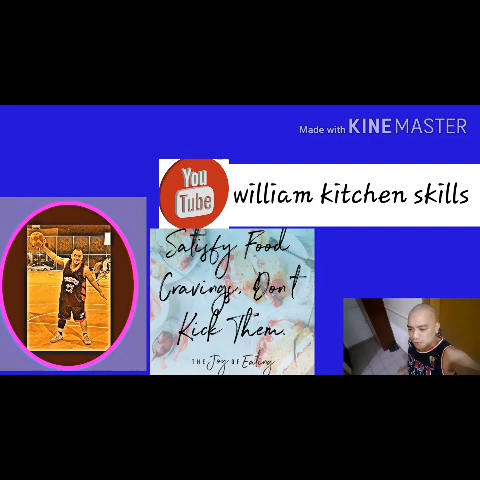 Made with KINEMASTER
You
Tube
william kitchen skills
Satisfy Food
Cravings. Don't
Kick Them.
THE Joy OF Eating